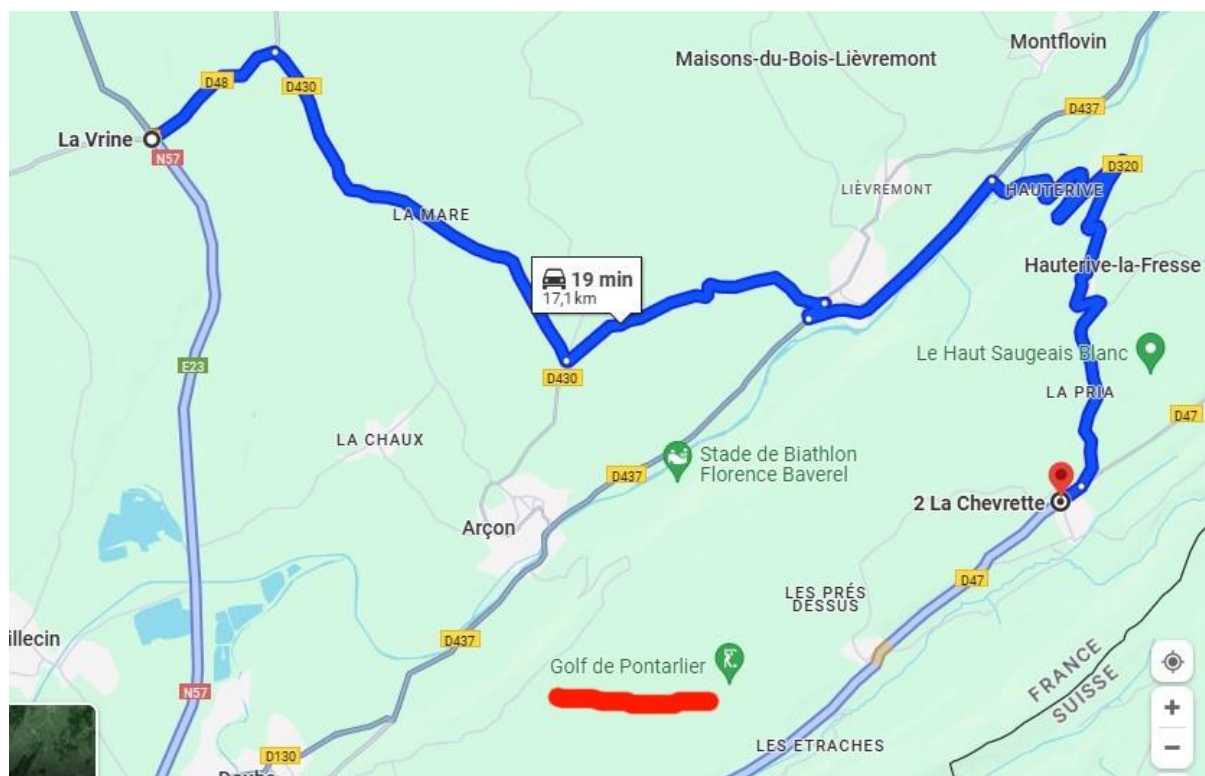 Montflovin
Maisons-du-Bois-Lièvremont
D48
D430
D437
La Vrine
N57
D320
LIÈVREMONT
HAUTERIVE
LA MARE
Hauterive-la-Fresse
19 min
17,1 km
Le Haut Saugeais Blanc
E23
D430
LA PRIA
D47
LA CHAUX
Stade de Biathlon
Florence Baverel
D437
2 La Chevrette
Arçon
D47
LES PRÉS
DESSUS
illecin
D437
Golf de Pontarlier
FRANCE
SUISSE
N57
LES ETRACHES
D130